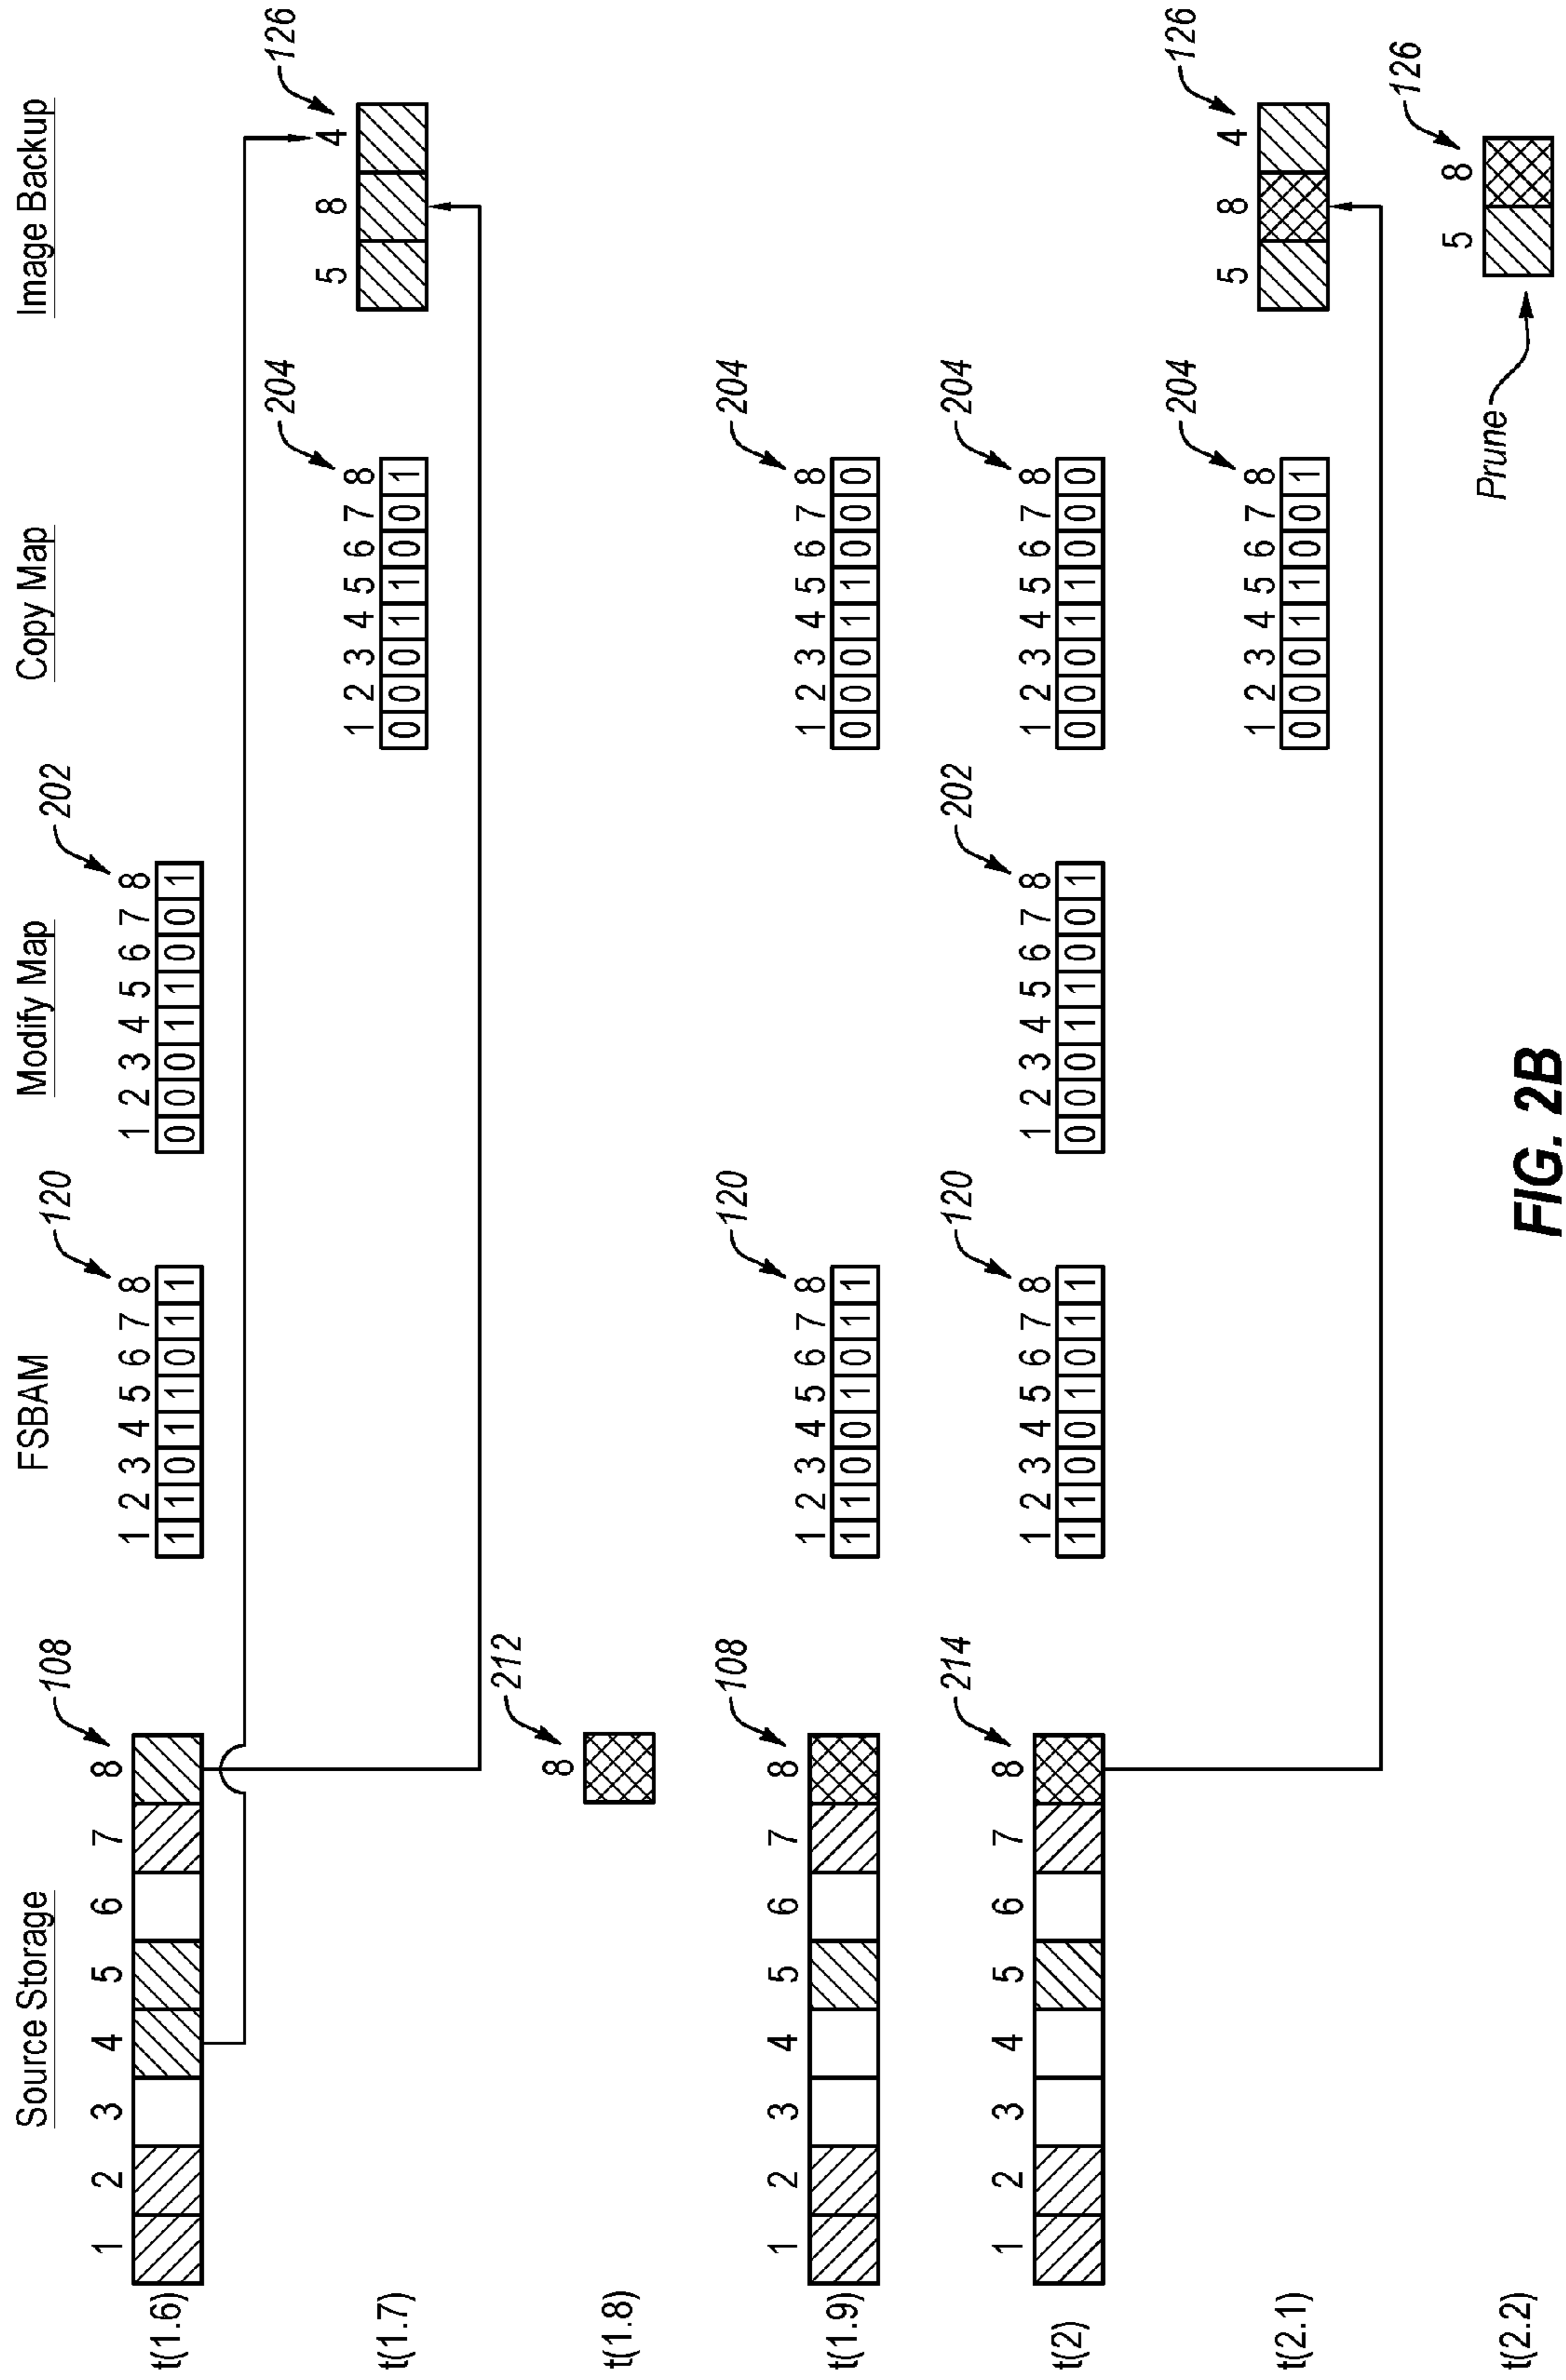 Source Storage FSBAM Modify Map Copy Map Image Backup
108 120 202
1 2 3 4 5 6 7 8 1 2 3 4 5 6 7 8 1 2 3 4 5 6 7 8
t(1.6) 1 1 0 1 1 0 1 1 0 0 0 1 1 0 0 1
204 126
1 2 3 4 5 6 7 8 5 8 4
t(1.7) 0 0 0 1 1 0 0 1
212
8
t(1.8)
108 120 204
1 2 3 4 5 6 7 8 1 2 3 4 5 6 7 8 1 2 3 4 5 6 7 8
t(1.9) 1 1 0 0 1 0 1 1 0 0 0 1 1 0 0 0
214 120 202 204
1 2 3 4 5 6 7 8 1 2 3 4 5 6 7 8 1 2 3 4 5 6 7 8 1 2 3 4 5 6 7 8
t(2) 1 1 0 0 1 0 1 1 0 0 0 1 1 0 0 1 0 0 0 1 1 0 0 0
204 126
1 2 3 4 5 6 7 8 5 8 4
t(2.1) 0 0 0 1 1 0 0 1
126
5 8
t(2.2) Prune
FIG. 2B